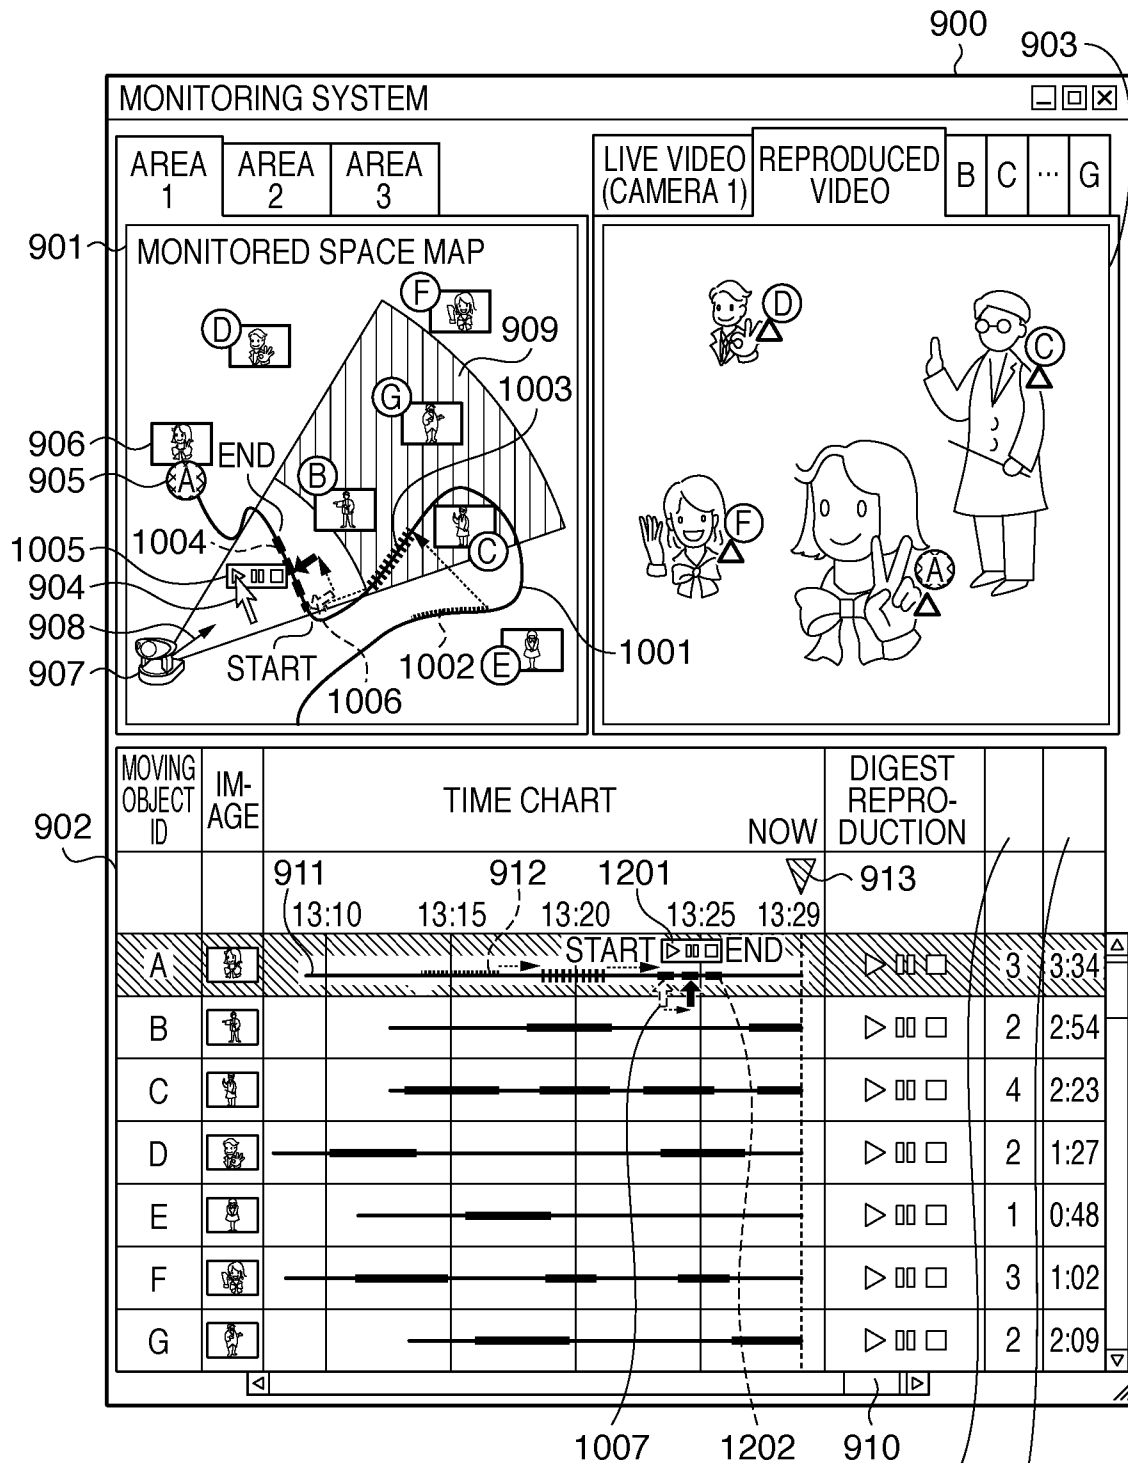 900
903
MONITORING SYSTEM
AREA 1
AREA 2
AREA 3
LIVE VIDEO (CAMERA 1)
REPRODUCED VIDEO
B
C
...
G
901
MONITORED SPACE MAP
F
D
909
1003
G
906
END
905
A
B
1004
1005
904
C
908
907
START
1002
E
1001
1006
D
C
F
A
902
MOVING OBJECT ID
IM-AGE
TIME CHART
NOW
DIGEST REPRO-DUCTION
911
912
1201
913
13:10 13:15 13:20 13:25 13:29
START END
A 3 3:34
B 2 2:54
C 4 2:23
D 2 1:27
E 1 0:48
F 3 1:02
G 2 2:09
1007
1202
910